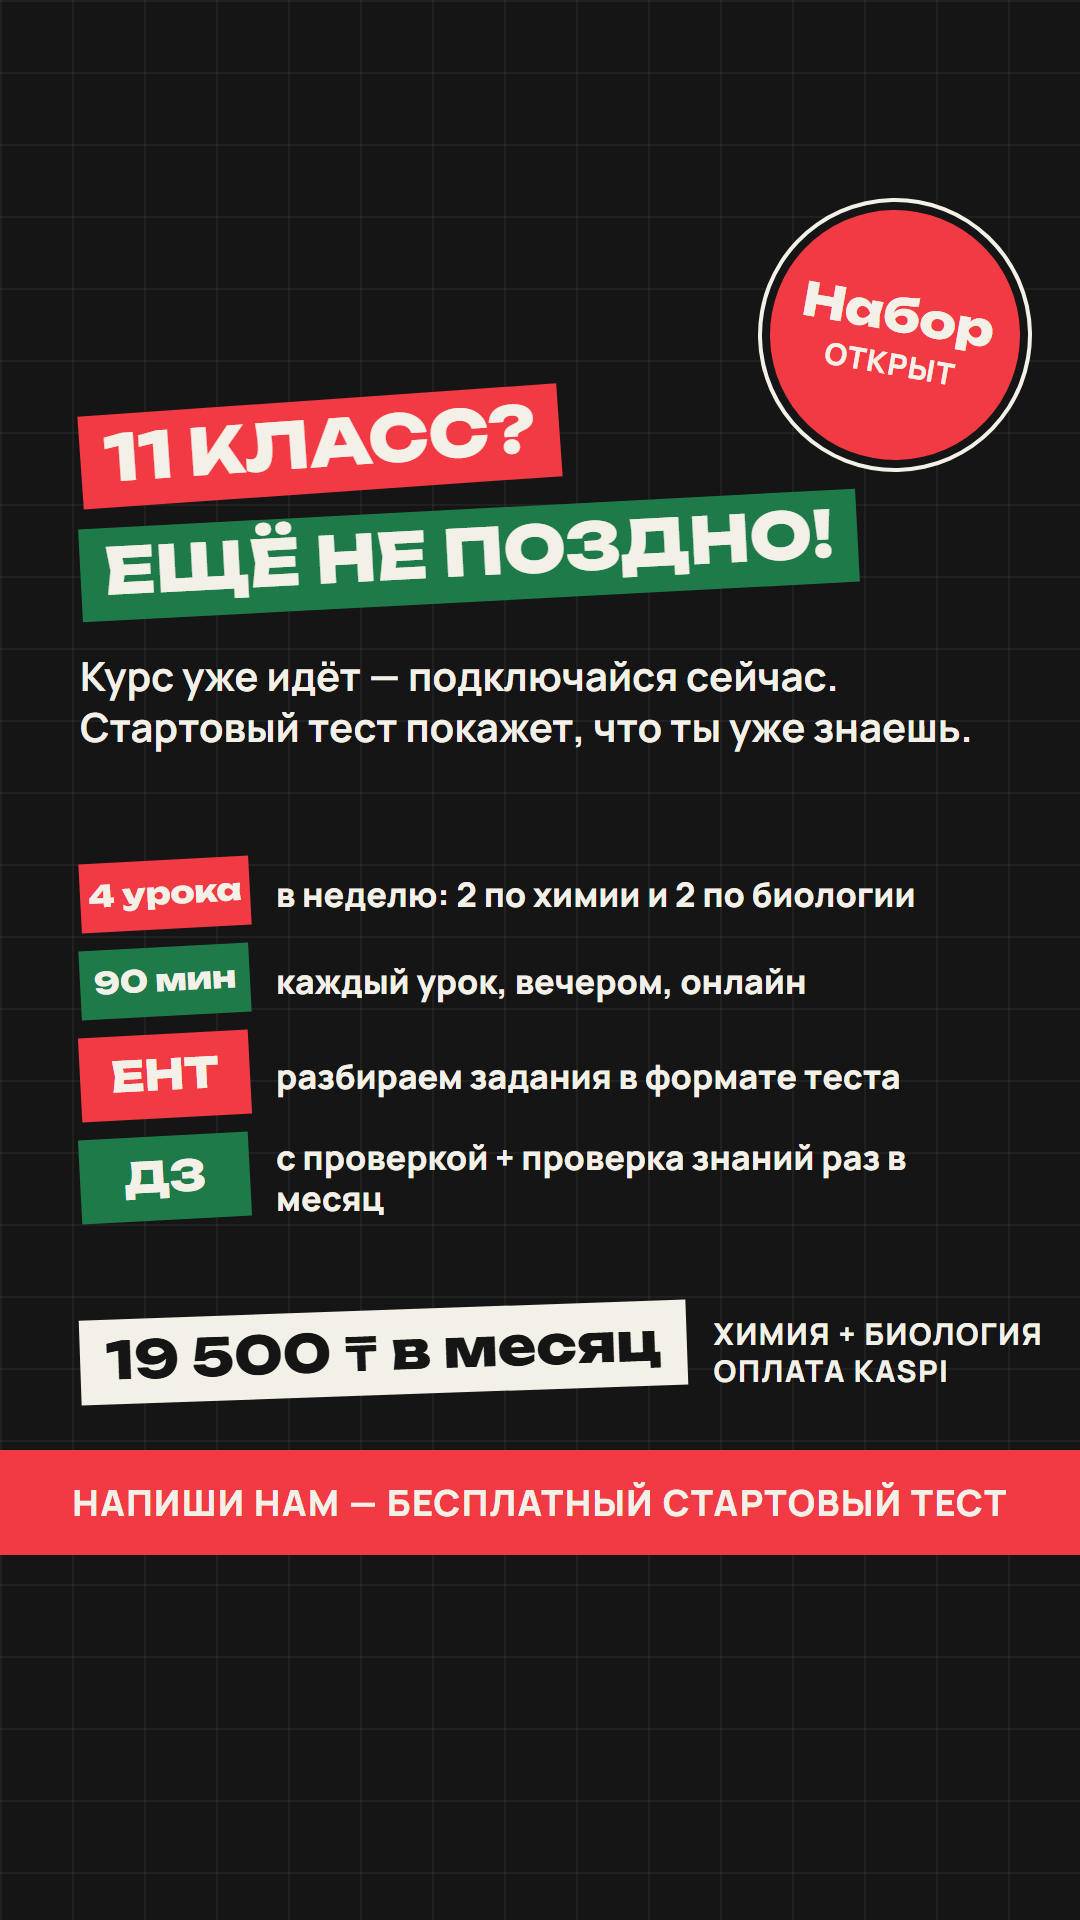 Набор
ОТКРЫТ
11 КЛАСС?
ЕЩЁ НЕ ПОЗДНО!
Курс уже идёт — подключайся сейчас.
Стартовый тест покажет, что ты уже знаешь.
4 урока в неделю: 2 по химии и 2 по биологии
90 мин каждый урок, вечером, онлайн
ЕНТ разбираем задания в формате теста
ДЗ с проверкой + проверка знаний раз в
месяц
19 500 ₸ в месяц
ХИМИЯ + БИОЛОГИЯ
ОПЛАТА KASPI
НАПИШИ НАМ — БЕСПЛАТНЫЙ СТАРТОВЫЙ ТЕСТ